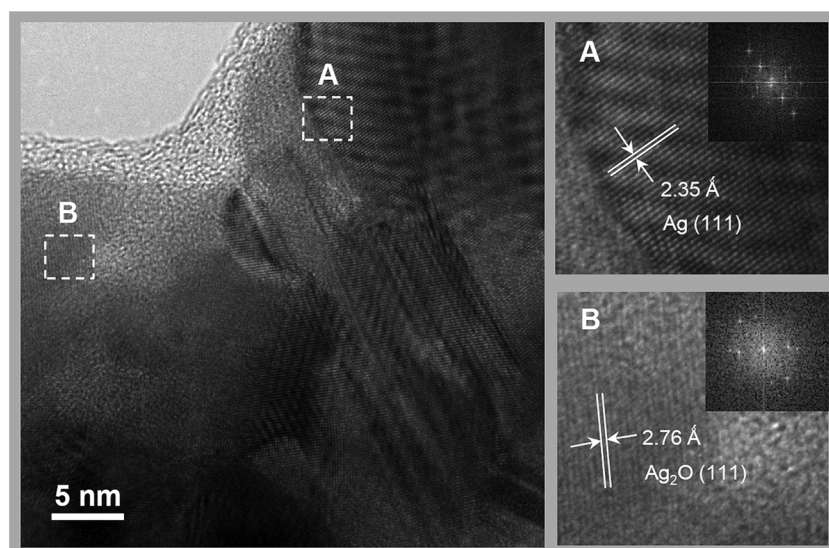 A
B
5 nm
A
2.35 Å
Ag (111)
B
2.76 Å
Ag₂O (111)